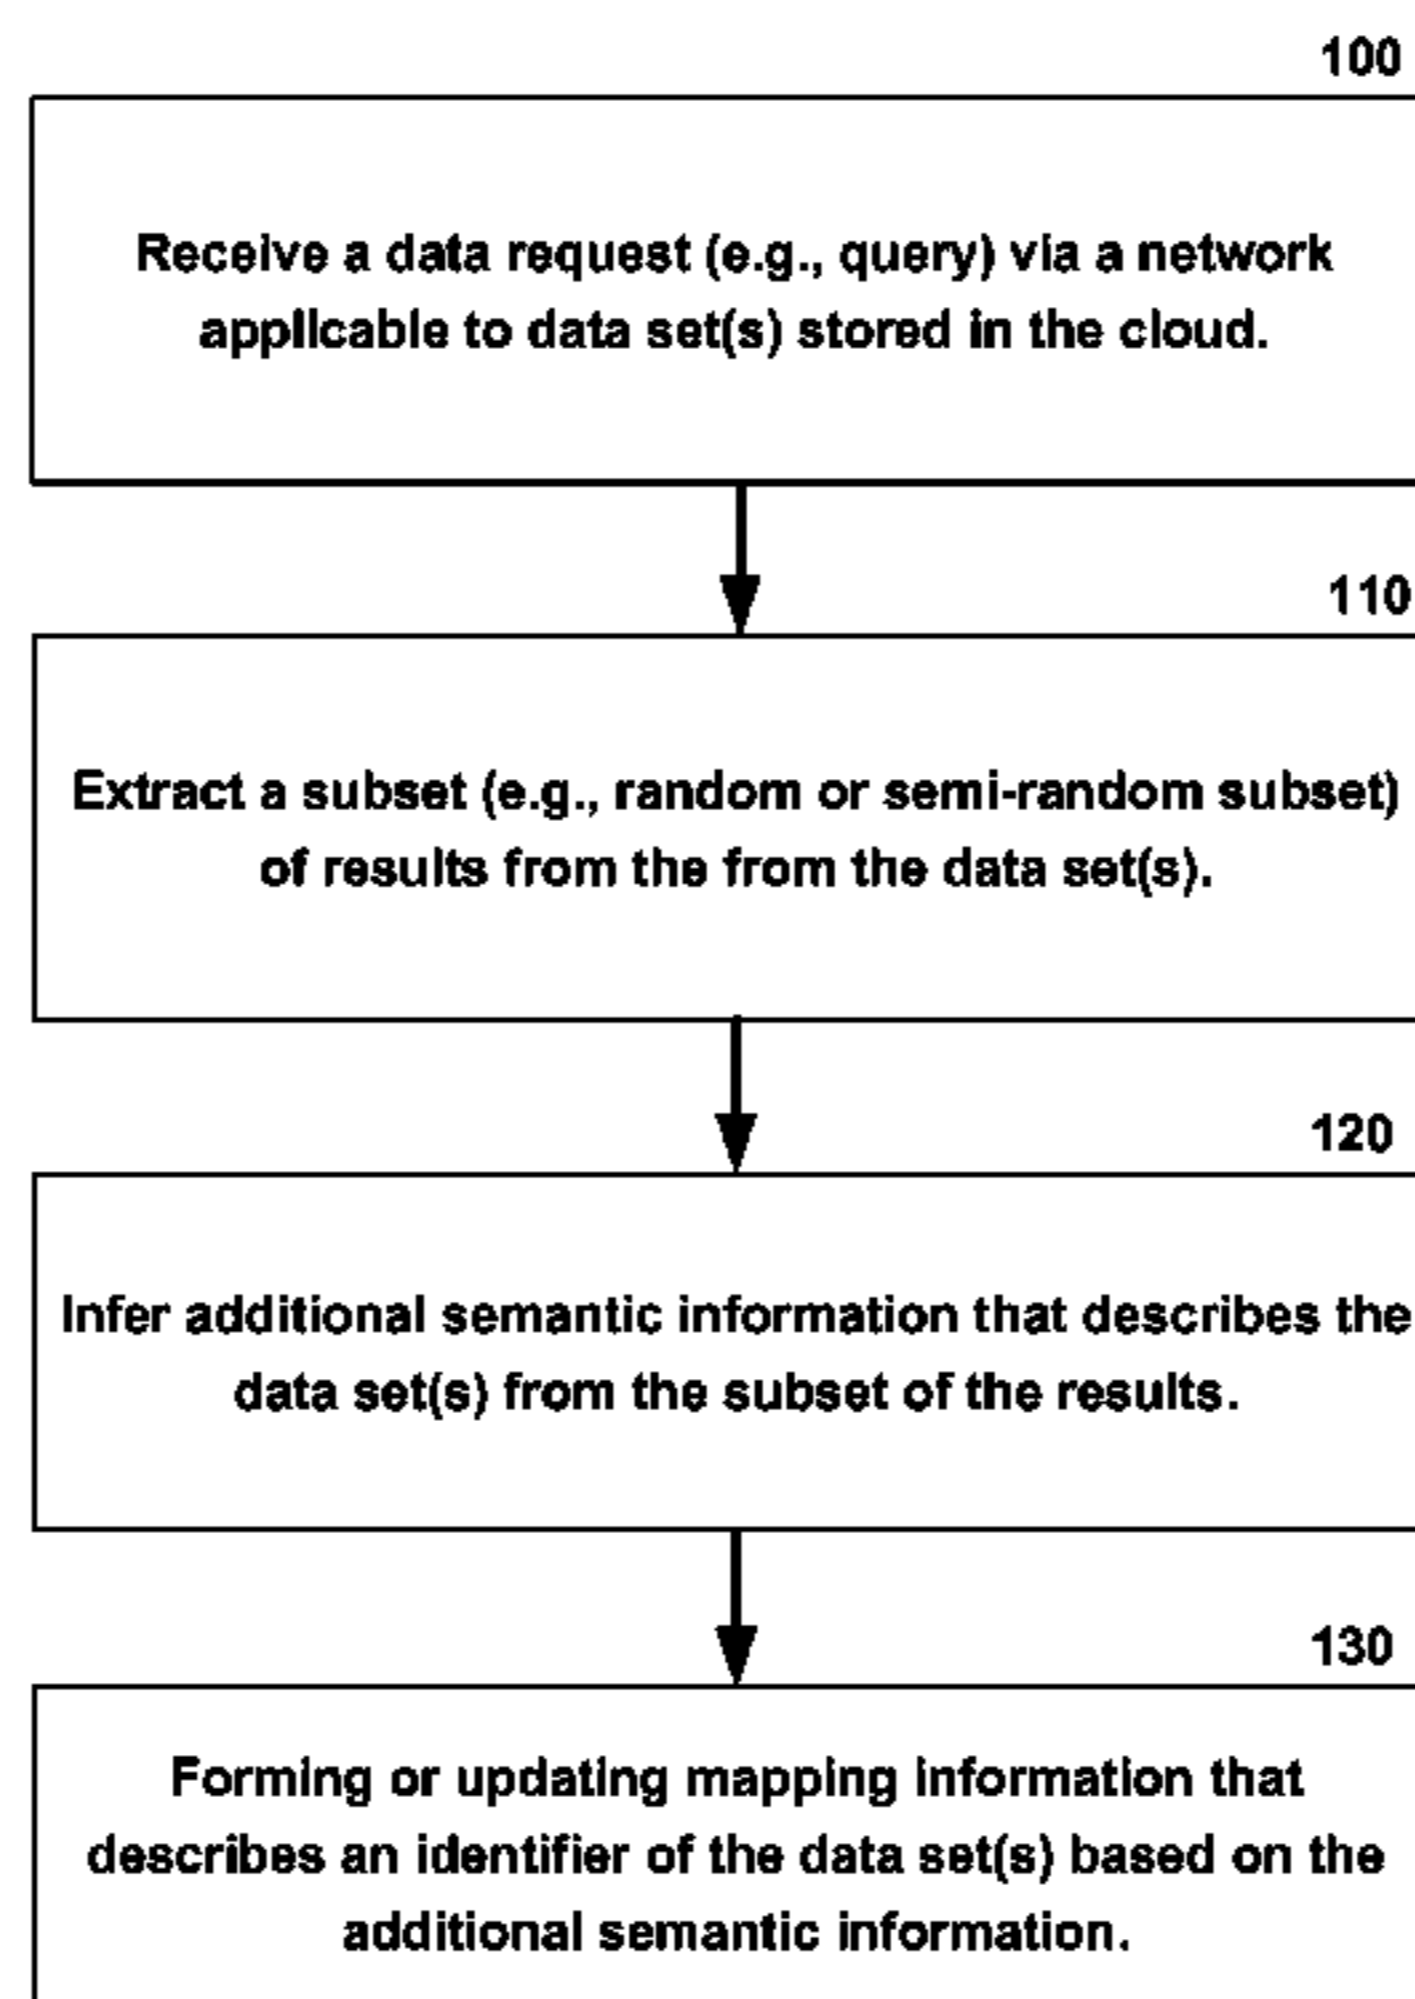 100
Receive a data request (e.g., query) via a network
applicable to data set(s) stored in the cloud.
110
Extract a subset (e.g., random or semi-random subset)
of results from the from the data set(s).
120
Infer additional semantic information that describes the
data set(s) from the subset of the results.
130
Forming or updating mapping information that
describes an identifier of the data set(s) based on the
additional semantic information.